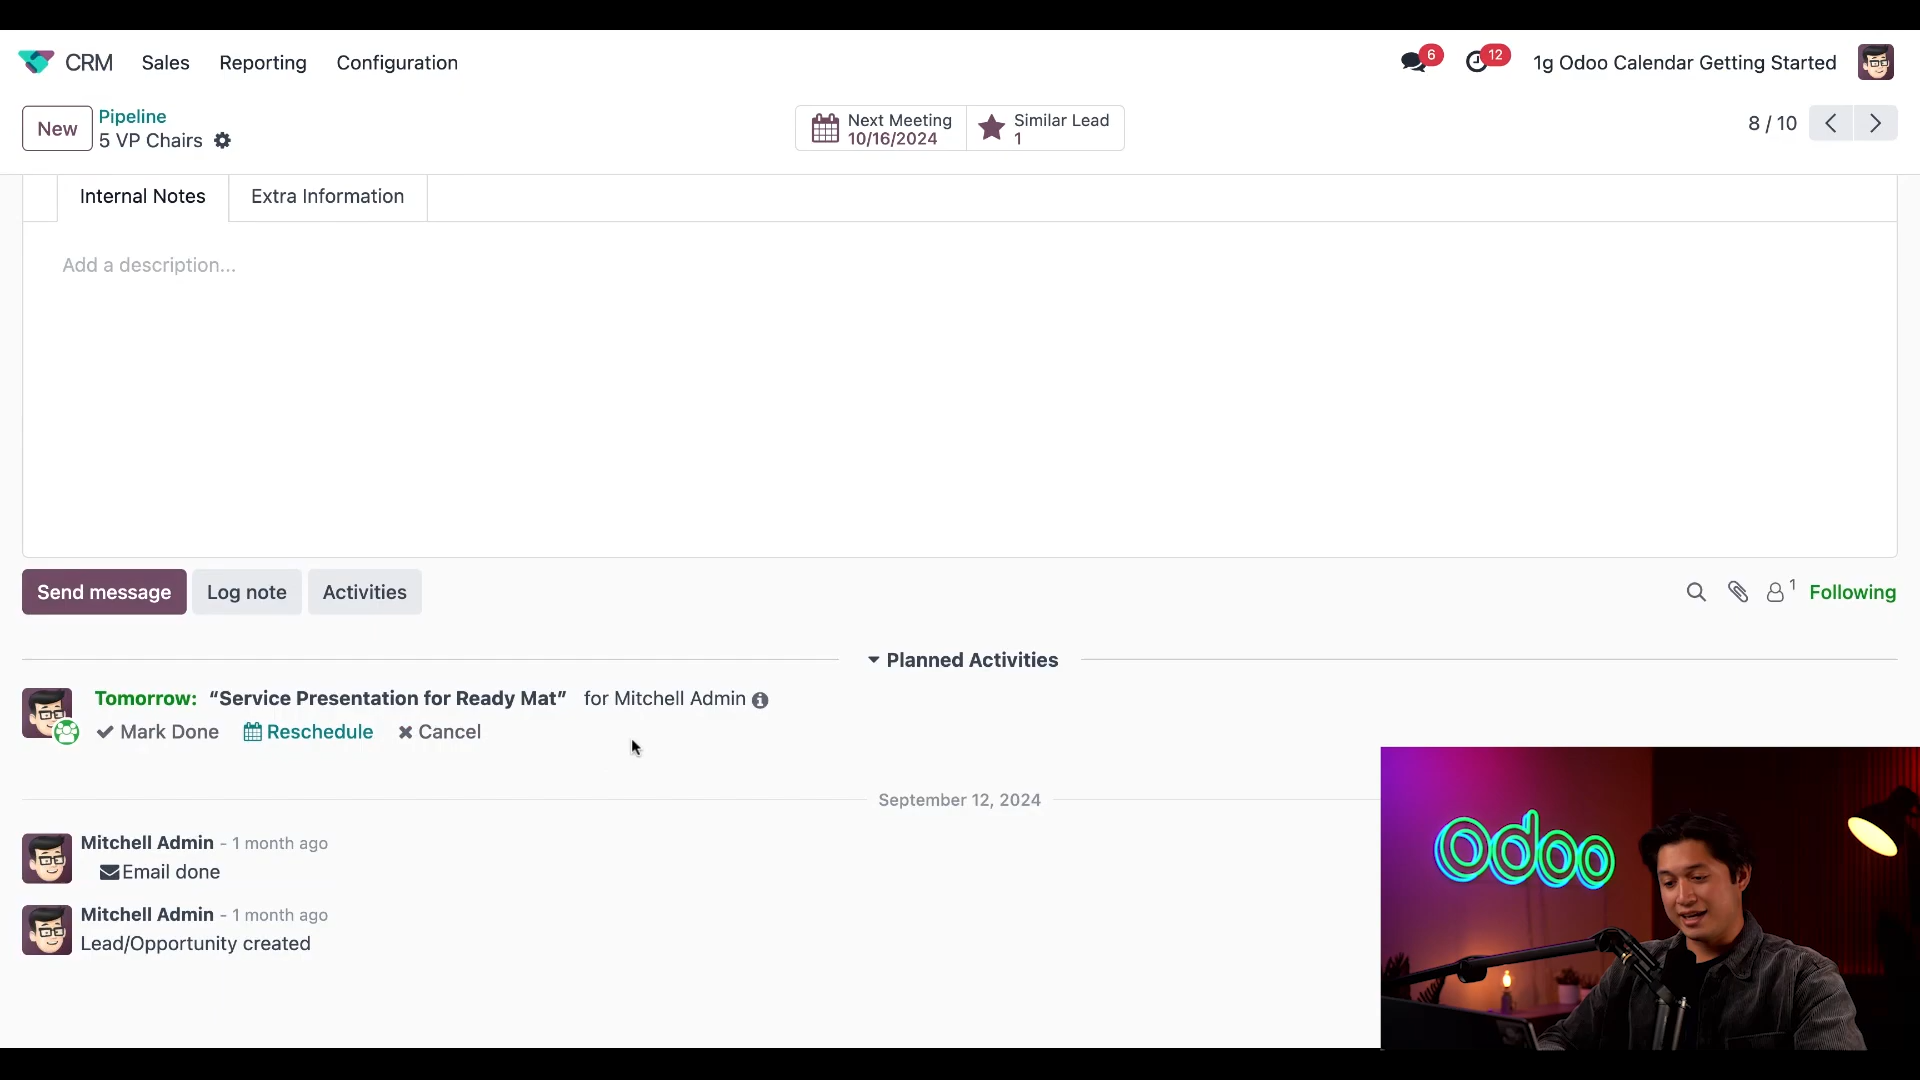 CRM Sales Reporting Configuration 6 12 1g Odoo Calendar Getting Started
New Pipeline
5 VP Chairs
Next Meeting
10/16/2024
Similar Lead
1
8 / 10
Internal Notes Extra Information
Add a description...
Send message Log note Activities 1 Following
Planned Activities
Tomorrow: “Service Presentation for Ready Mat” for Mitchell Admin
Mark Done Reschedule Cancel
September 12, 2024
Mitchell Admin - 1 month ago
Email done
Mitchell Admin - 1 month ago
Lead/Opportunity created
odoo